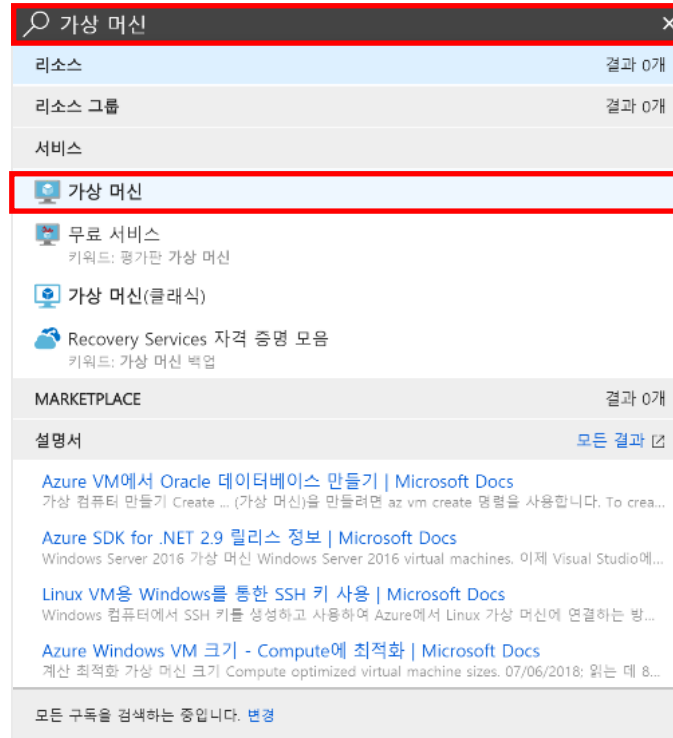 가상 머신
리소스 결과 0개
리소스 그룹 결과 0개
서비스
가상 머신
무료 서비스
키워드: 평가판 가상 머신
가상 머신(클래식)
Recovery Services 자격 증명 모음
키워드: 가상 머신 백업
MARKETPLACE 결과 0개
설명서 모든 결과
Azure VM에서 Oracle 데이터베이스 만들기 | Microsoft Docs
가상 컴퓨터 만들기 Create ... (가상 머신)을 만들려면 az vm create 명령을 사용합니다. To crea...
Azure SDK for .NET 2.9 릴리스 정보 | Microsoft Docs
Windows Server 2016 가상 머신 Windows Server 2016 virtual machines. 이제 Visual Studio에...
Linux VM용 Windows를 통한 SSH 키 사용 | Microsoft Docs
Windows 컴퓨터에서 SSH 키를 생성하고 사용하여 Azure에서 Linux 가상 머신에 연결하는 방...
Azure Windows VM 크기 - Compute에 최적화 | Microsoft Docs
계산 최적화 가상 머신 크기 Compute optimized virtual machine sizes. 07/06/2018; 읽는 데 8...
모든 구독을 검색하는 중입니다. 변경